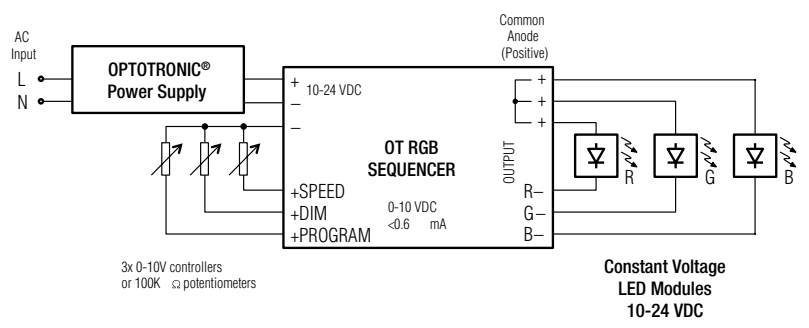 AC
Input
L
N
OPTOTRONIC®
Power Supply
+
–
–
10-24 VDC
OT RGB
SEQUENCER
+SPEED
+DIM
+PROGRAM
0-10 VDC
<0.6 mA
Common
Anode
(Positive)
+
+
+
OUTPUT
R–
G–
B–
R
G
B
3x 0-10V controllers
or 100K Ω potentiometers
Constant Voltage
LED Modules
10-24 VDC